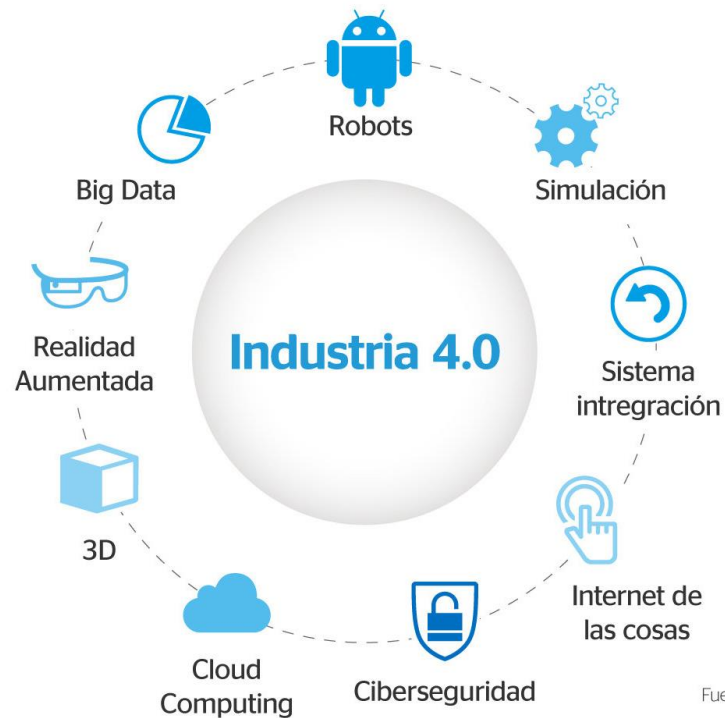 Robots
Big Data
Simulación
Realidad
Aumentada
Industria 4.0
Sistema
intregración
3D
Internet de
las cosas
Cloud
Computing
Ciberseguridad